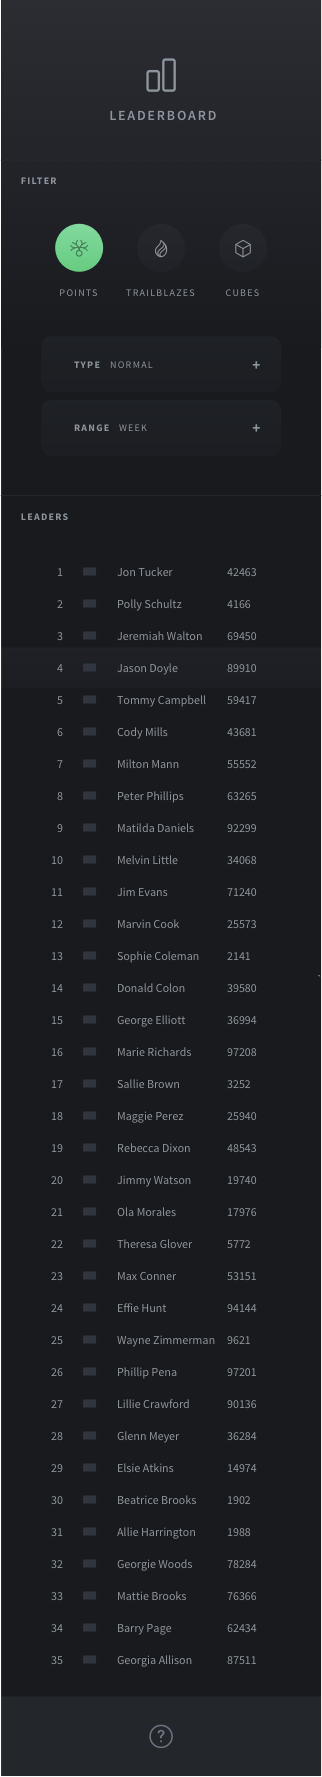 LEADERBOARD
FILTER
POINTS TRAILBLAZES CUBES
TYPE NORMAL +
RANGE WEEK +
LEADERS
1 Jon Tucker 42463
2 Polly Schultz 4166
3 Jeremiah Walton 69450
4 Jason Doyle 89910
5 Tommy Campbell 59417
6 Cody Mills 43681
7 Milton Mann 55552
8 Peter Phillips 63265
9 Matilda Daniels 92299
10 Melvin Little 34068
11 Jim Evans 71240
12 Marvin Cook 25573
13 Sophie Coleman 2141
14 Donald Colon 39580
15 George Elliott 36994
16 Marie Richards 97208
17 Sallie Brown 3252
18 Maggie Perez 25940
19 Rebecca Dixon 48543
20 Jimmy Watson 19740
21 Ola Morales 17976
22 Theresa Glover 5772
23 Max Conner 53151
24 Effie Hunt 94144
25 Wayne Zimmerman 9621
26 Phillip Pena 97201
27 Lillie Crawford 90136
28 Glenn Meyer 36284
29 Elsie Atkins 14974
30 Beatrice Brooks 1902
31 Allie Harrington 1988
32 Georgie Woods 78284
33 Mattie Brooks 76366
34 Barry Page 62434
35 Georgia Allison 87511
?